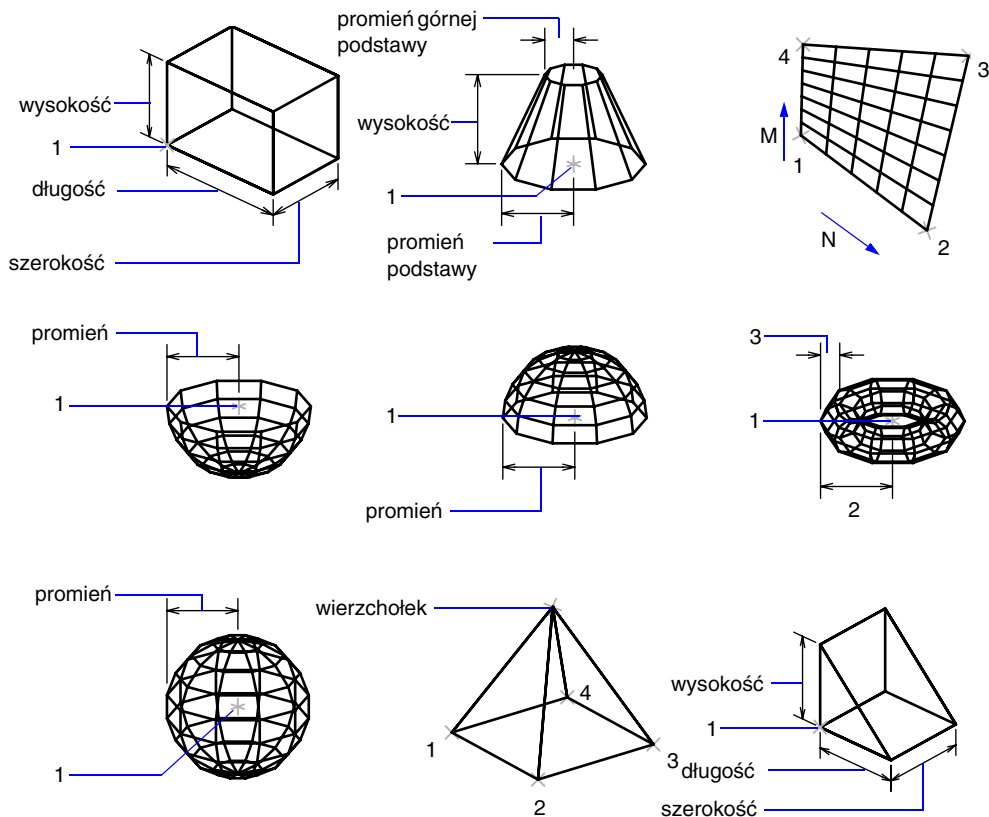 wysokość
1
długość
szerokość
promień górnej
podstawy
wysokość
1
promień
podstawy
4
3
M
1
N
2
promień
1
1
promień
3
1
2
promień
1
wierzchołek
4
1
3
2
wysokość
1
długość
szerokość